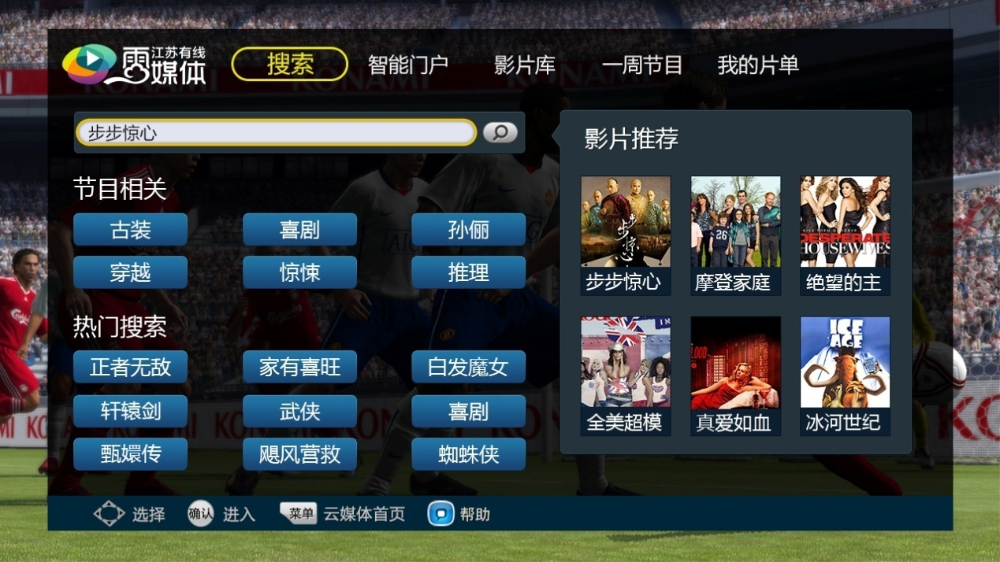 江苏有线
云媒体
搜索
智能门户
影片库
一周节目
我的片单
步步惊心
节目相关
古装
喜剧
孙俪
穿越
惊悚
推理
热门搜索
正者无敌
家有喜旺
白发魔女
轩辕剑
武侠
喜剧
甄嬛传
飓风营救
蜘蛛侠
影片推荐
步步惊心
步步惊心
26
摩登家庭
DESPERATE
HOUSEWIVES
绝望的主
全美超模
真爱如血
ICE
AGE
冰河世纪
选择
确认
进入
菜单
云媒体首页
帮助
KONAMI
KONAMI
Carlsberg
AIG